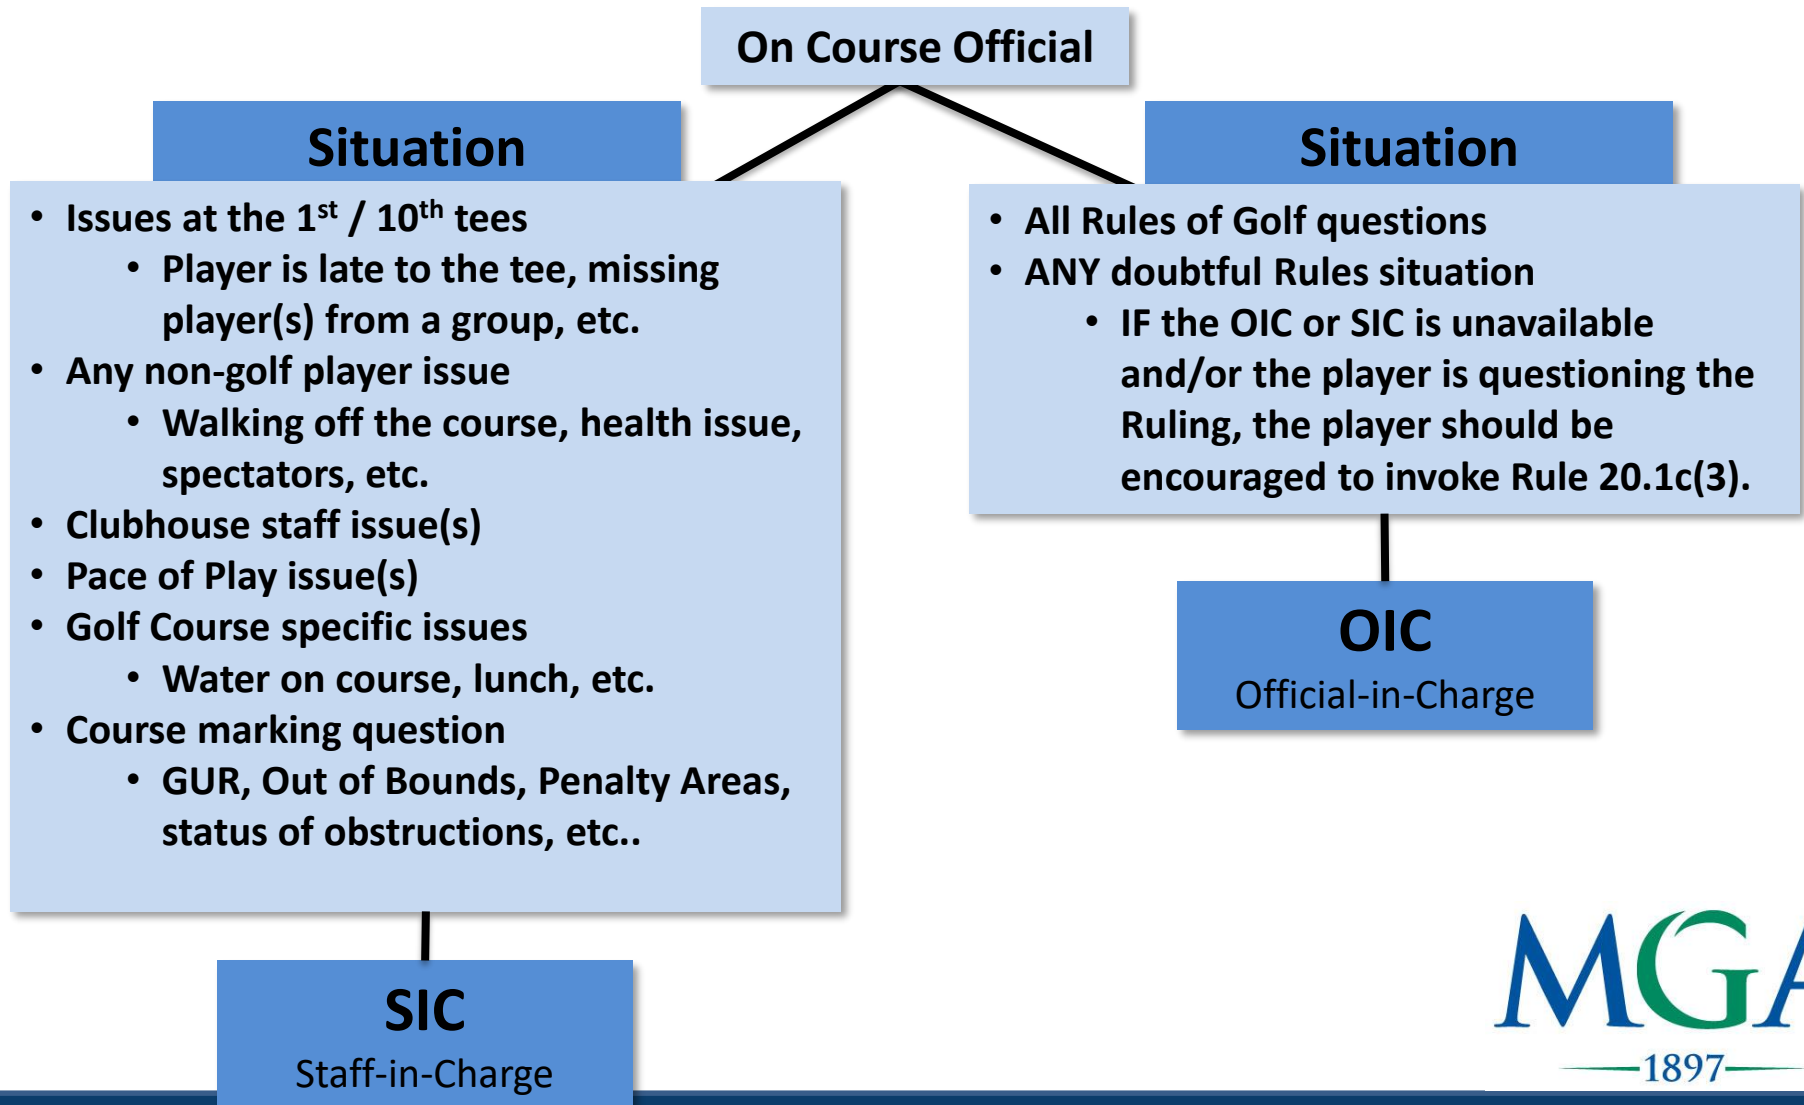 On Course Official
Situation
• Issues at the 1st / 10th tees
• Player is late to the tee, missing
player(s) from a group, etc.
• Any non-golf player issue
• Walking off the course, health issue,
spectators, etc.
• Clubhouse staff issue(s)
• Pace of Play issue(s)
• Golf Course specific issues
• Water on course, lunch, etc.
• Course marking question
• GUR, Out of Bounds, Penalty Areas,
status of obstructions, etc..
SIC
Staff-in-Charge
Situation
• All Rules of Golf questions
• ANY doubtful Rules situation
• IF the OIC or SIC is unavailable
and/or the player is questioning the
Ruling, the player should be
encouraged to invoke Rule 20.1c(3).
OIC
Official-in-Charge
MGA
1897